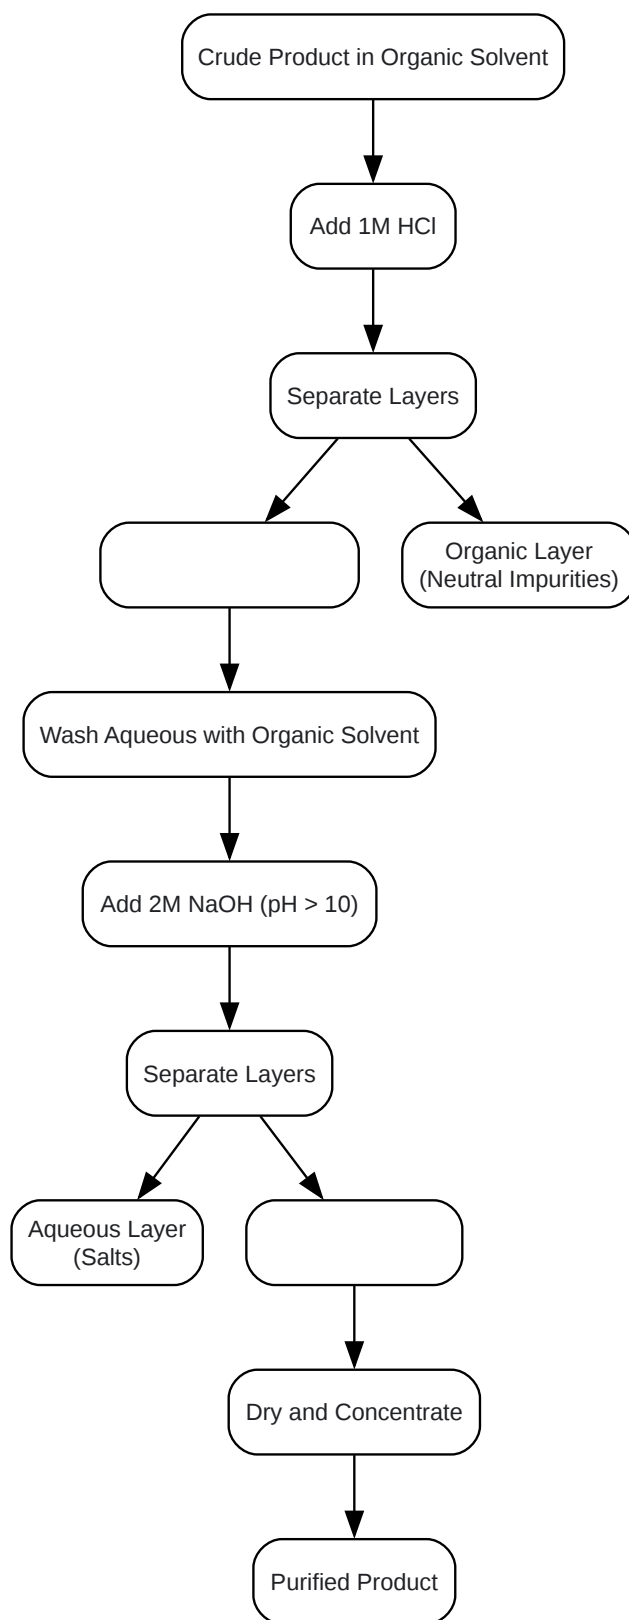 Crude Product in Organic Solvent
Add 1M HCl
Separate Layers
Organic Layer
(Neutral Impurities)
Wash Aqueous with Organic Solvent
Add 2M NaOH (pH > 10)
Separate Layers
Aqueous Layer
(Salts)
Dry and Concentrate
Purified Product